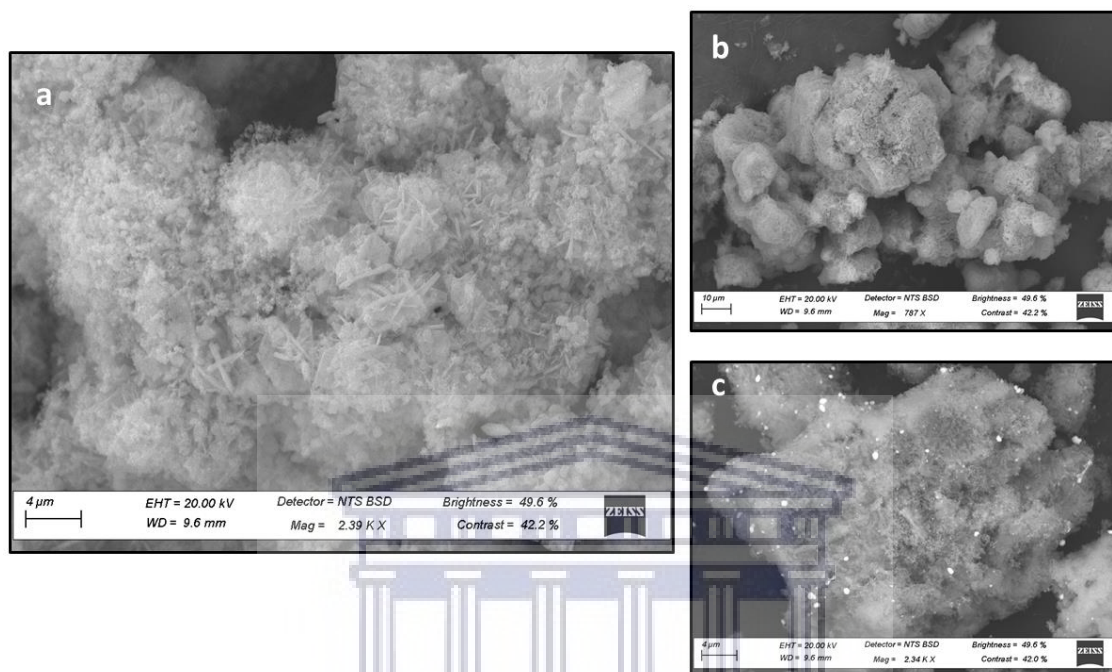 a
4 µm
EHT = 20.00 kV Detector = NTS BSD Brightness = 49.6 %
WD = 9.6 mm Mag = 2.39 K X Contrast = 42.2 %
ZEISS
b
10 µm
EHT = 20.00 kV Detector = NTS BSD Brightness = 49.6 %
WD = 9.6 mm Mag = 787 X Contrast = 42.2 %
ZEISS
c
4 µm
EHT = 20.00 kV Detector = NTS BSD Brightness = 49.6 %
WD = 9.6 mm Mag = 2.34 K X Contrast = 42.0 %
ZEISS